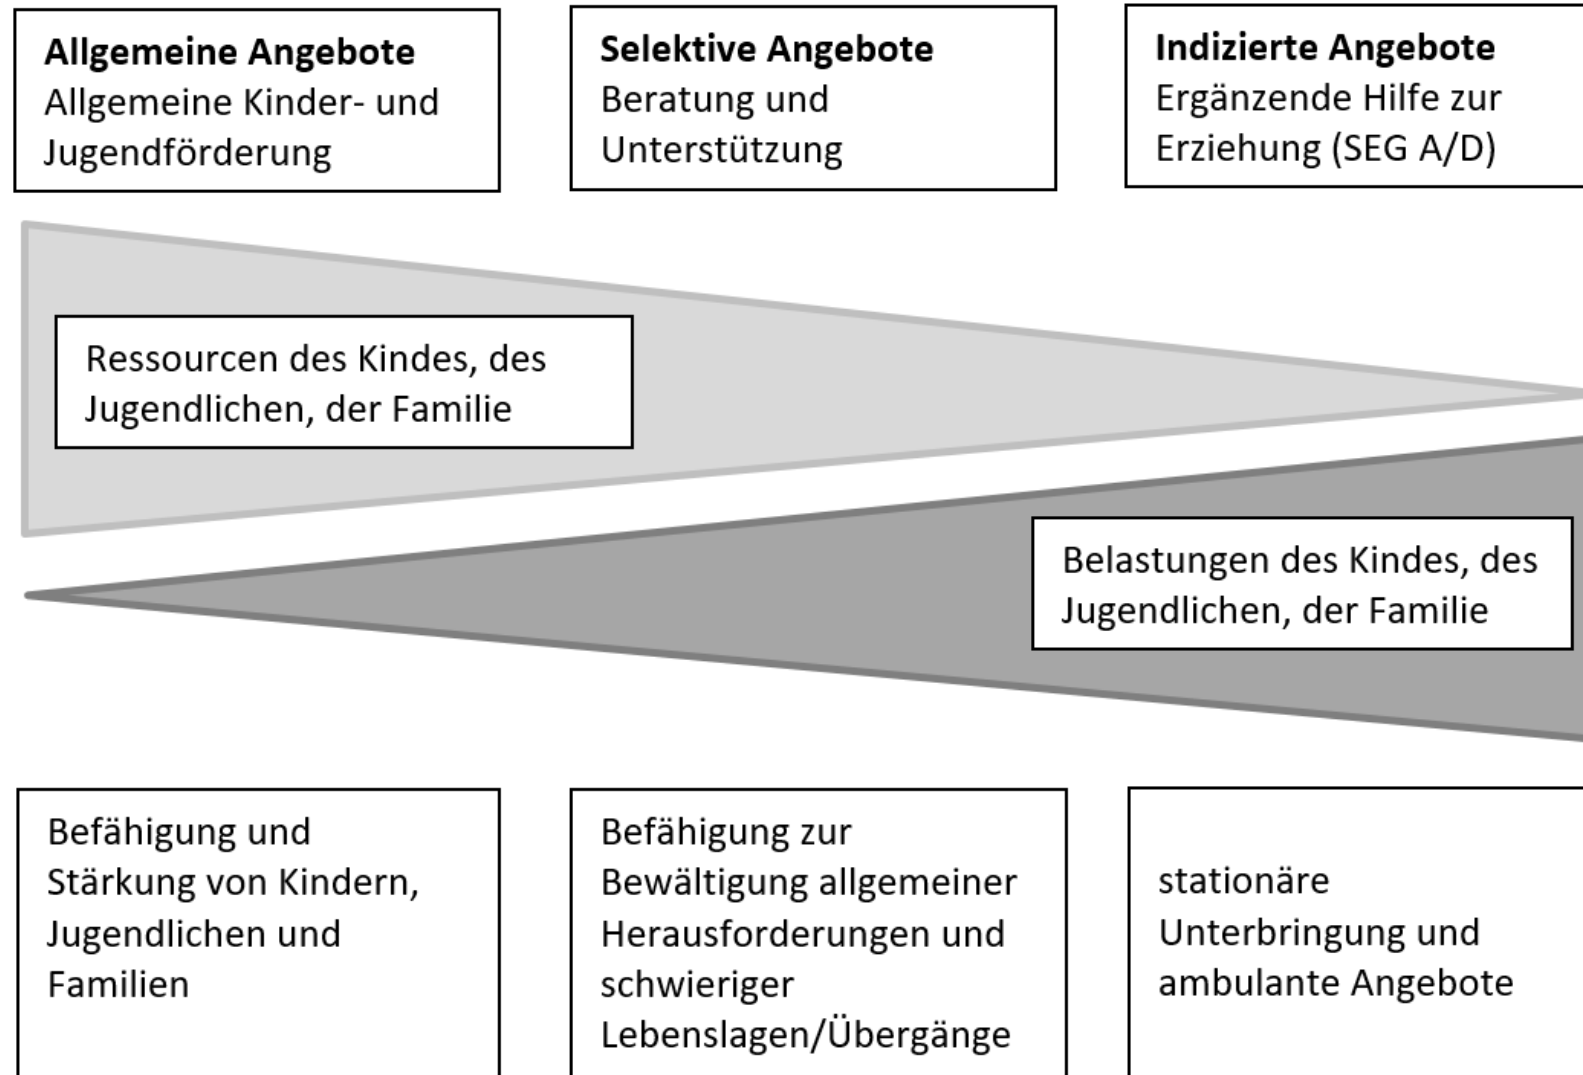 Allgemeine Angebote
Allgemeine Kinder- und
Jugendförderung
Selektive Angebote
Beratung und
Unterstützung
Indizierte Angebote
Ergänzende Hilfe zur
Erziehung (SEG A/D)
Ressourcen des Kindes, des
Jugendlichen, der Familie
Belastungen des Kindes, des
Jugendlichen, der Familie
Befähigung und
Stärkung von Kindern,
Jugendlichen und
Familien
Befähigung zur
Bewältigung allgemeiner
Herausforderungen und
schwieriger
Lebenslagen/Übergänge
stationäre
Unterbringung und
ambulante Angebote